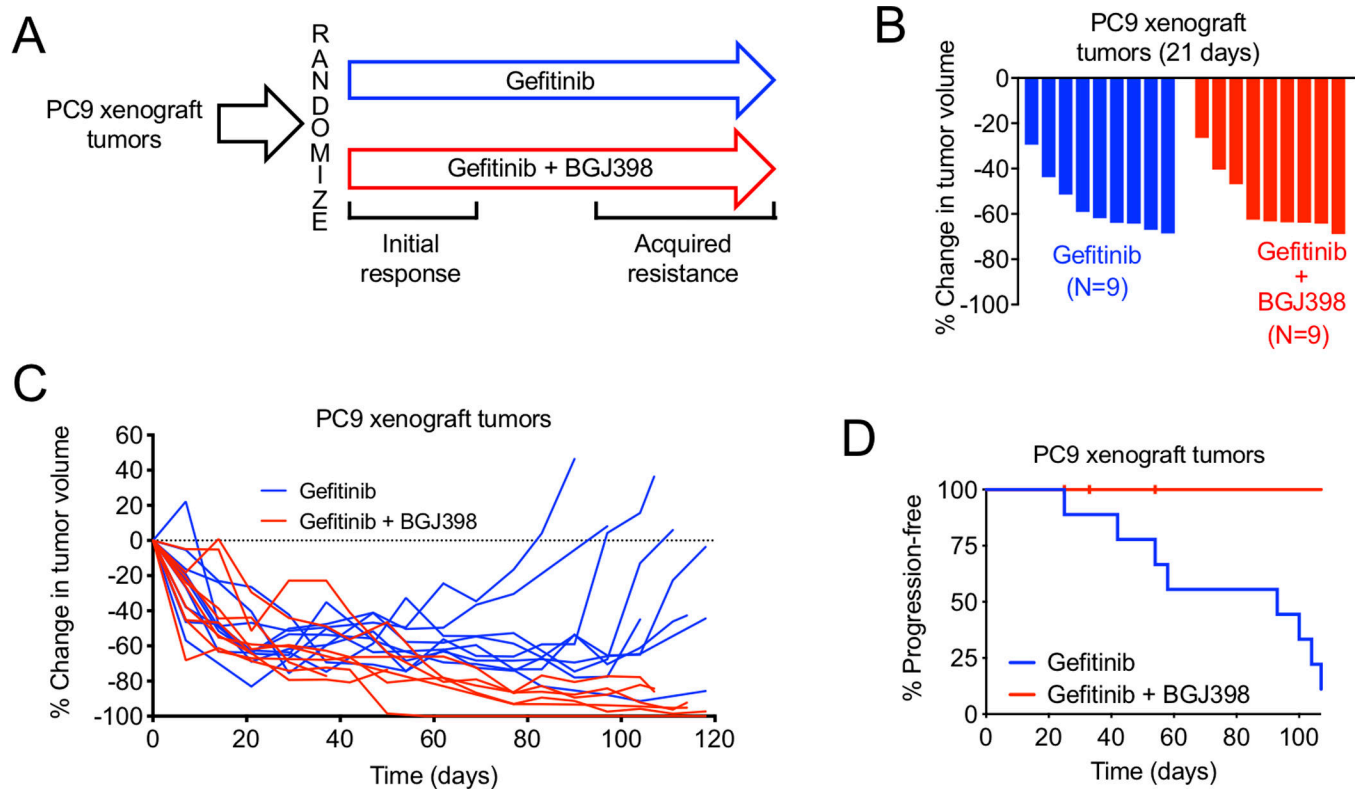 A
PC9 xenograft
tumors
RANDOMIZE
Gefitinib
Gefitinib + BGJ398
Initial
response
Acquired
resistance
B
PC9 xenograft
tumors (21 days)
% Change in tumor volume
0
-20
-40
-60
-80
-100
Gefitinib
(N=9)
Gefitinib
+
BGJ398
(N=9)
C
PC9 xenograft tumors
% Change in tumor volume
60
40
20
0
-20
-40
-60
-80
-100
Gefitinib
Gefitinib + BGJ398
0 20 40 60 80 100 120
Time (days)
D
PC9 xenograft tumors
% Progression-free
100
75
50
25
0
Gefitinib
Gefitinib + BGJ398
0 20 40 60 80 100
Time (days)